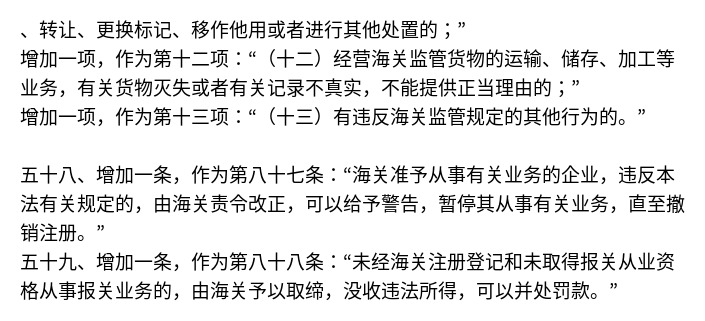 、转让、更换标记、移作他用或者进行其他处置的；”
增加一项，作为第十二项：“（十二）经营海关监管货物的运输、储存、加工等
业务，有关货物灭失或者有关记录不真实，不能提供正当理由的；”
增加一项，作为第十三项：“（十三）有违反海关监管规定的其他行为的。”
五十八、增加一条，作为第八十七条：“海关准予从事有关业务的企业，违反本
法有关规定的，由海关责令改正，可以给予警告，暂停其从事有关业务，直至撤
销注册。”
五十九、增加一条，作为第八十八条：“未经海关注册登记和未取得报关从业资
格从事报关业务的，由海关予以取缔，没收违法所得，可以并处罚款。”